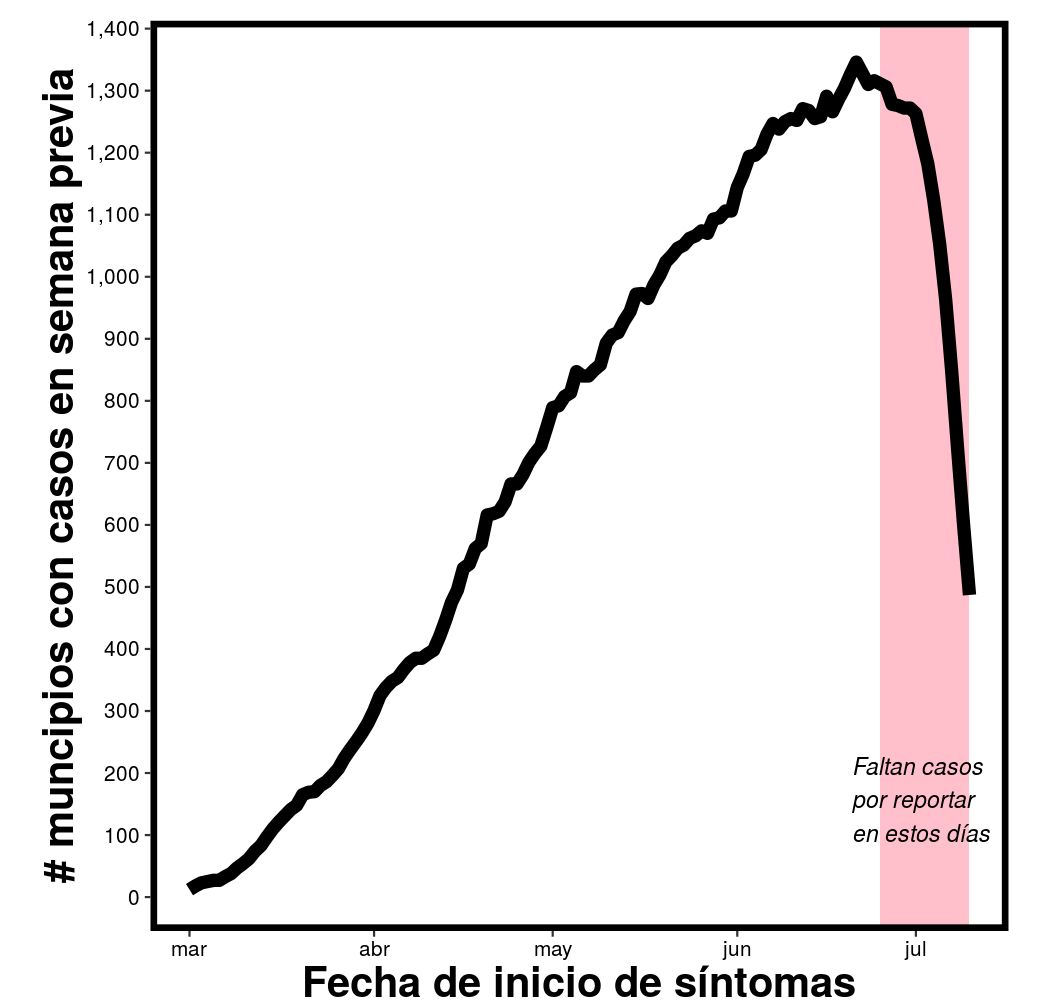 # muncipios con casos en semana previa
1,400
1,300
1,200
1,100
1,000
900
800
700
600
500
400
300
200
100
0
Faltan casos
por reportar
en estos días
mar
abr
may
jun
jul
Fecha de inicio de síntomas